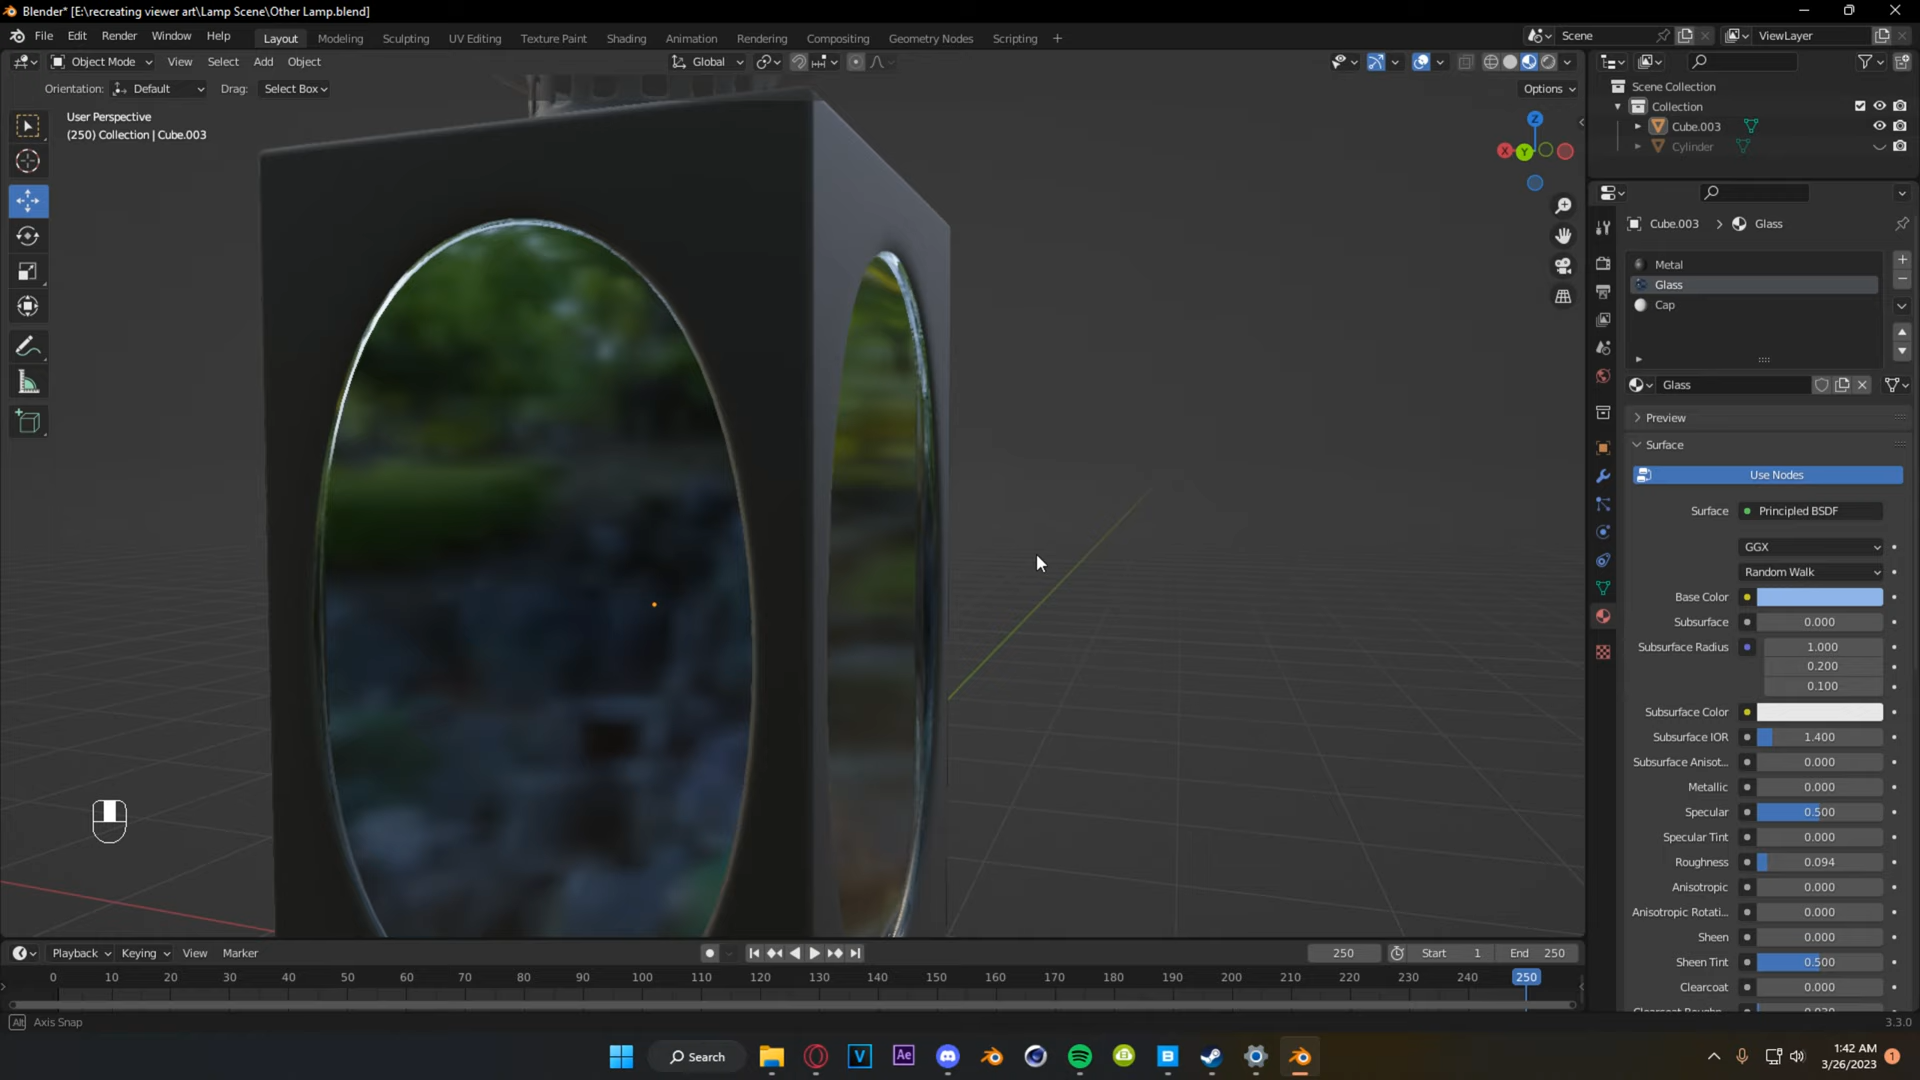 Blender* [E:\recreating viewer art\Lamp Scene\Other Lamp.blend]
File Edit Render Window Help Layout Modeling Sculpting UV Editing Texture Paint Shading Animation Rendering Compositing Geometry Nodes Scripting + Scene ViewLayer
Object Mode View Select Add Object Global
Orientation: Default Drag: Select Box Options
User Perspective
(250) Collection | Cube.003
Z
X
Y
Scene Collection
Collection
Cube.003
Cylinder
Cube.003 > Glass
Metal
Glass
Cap
Glass
Preview
Surface
Use Nodes
Surface Principled BSDF
GGX
Random Walk
Base Color
Subsurface 0.000
Subsurface Radius 1.000
0.200
0.100
Subsurface Color
Subsurface IOR 1.400
Subsurface Anisot... 0.000
Metallic 0.000
Specular 0.500
Specular Tint 0.000
Roughness 0.094
Anisotropic 0.000
Anisotropic Rotati... 0.000
Sheen 0.000
Sheen Tint 0.500
Clearcoat 0.000
Playback Keying View Marker 250 Start 1 End 250
0 10 20 30 40 50 60 70 80 90 100 110 120 130 140 150 160 170 180 190 200 210 220 230 240 250
Alt Axis Snap 3.3.0
Search
V Ae B
1:42 AM
3/26/2023
1